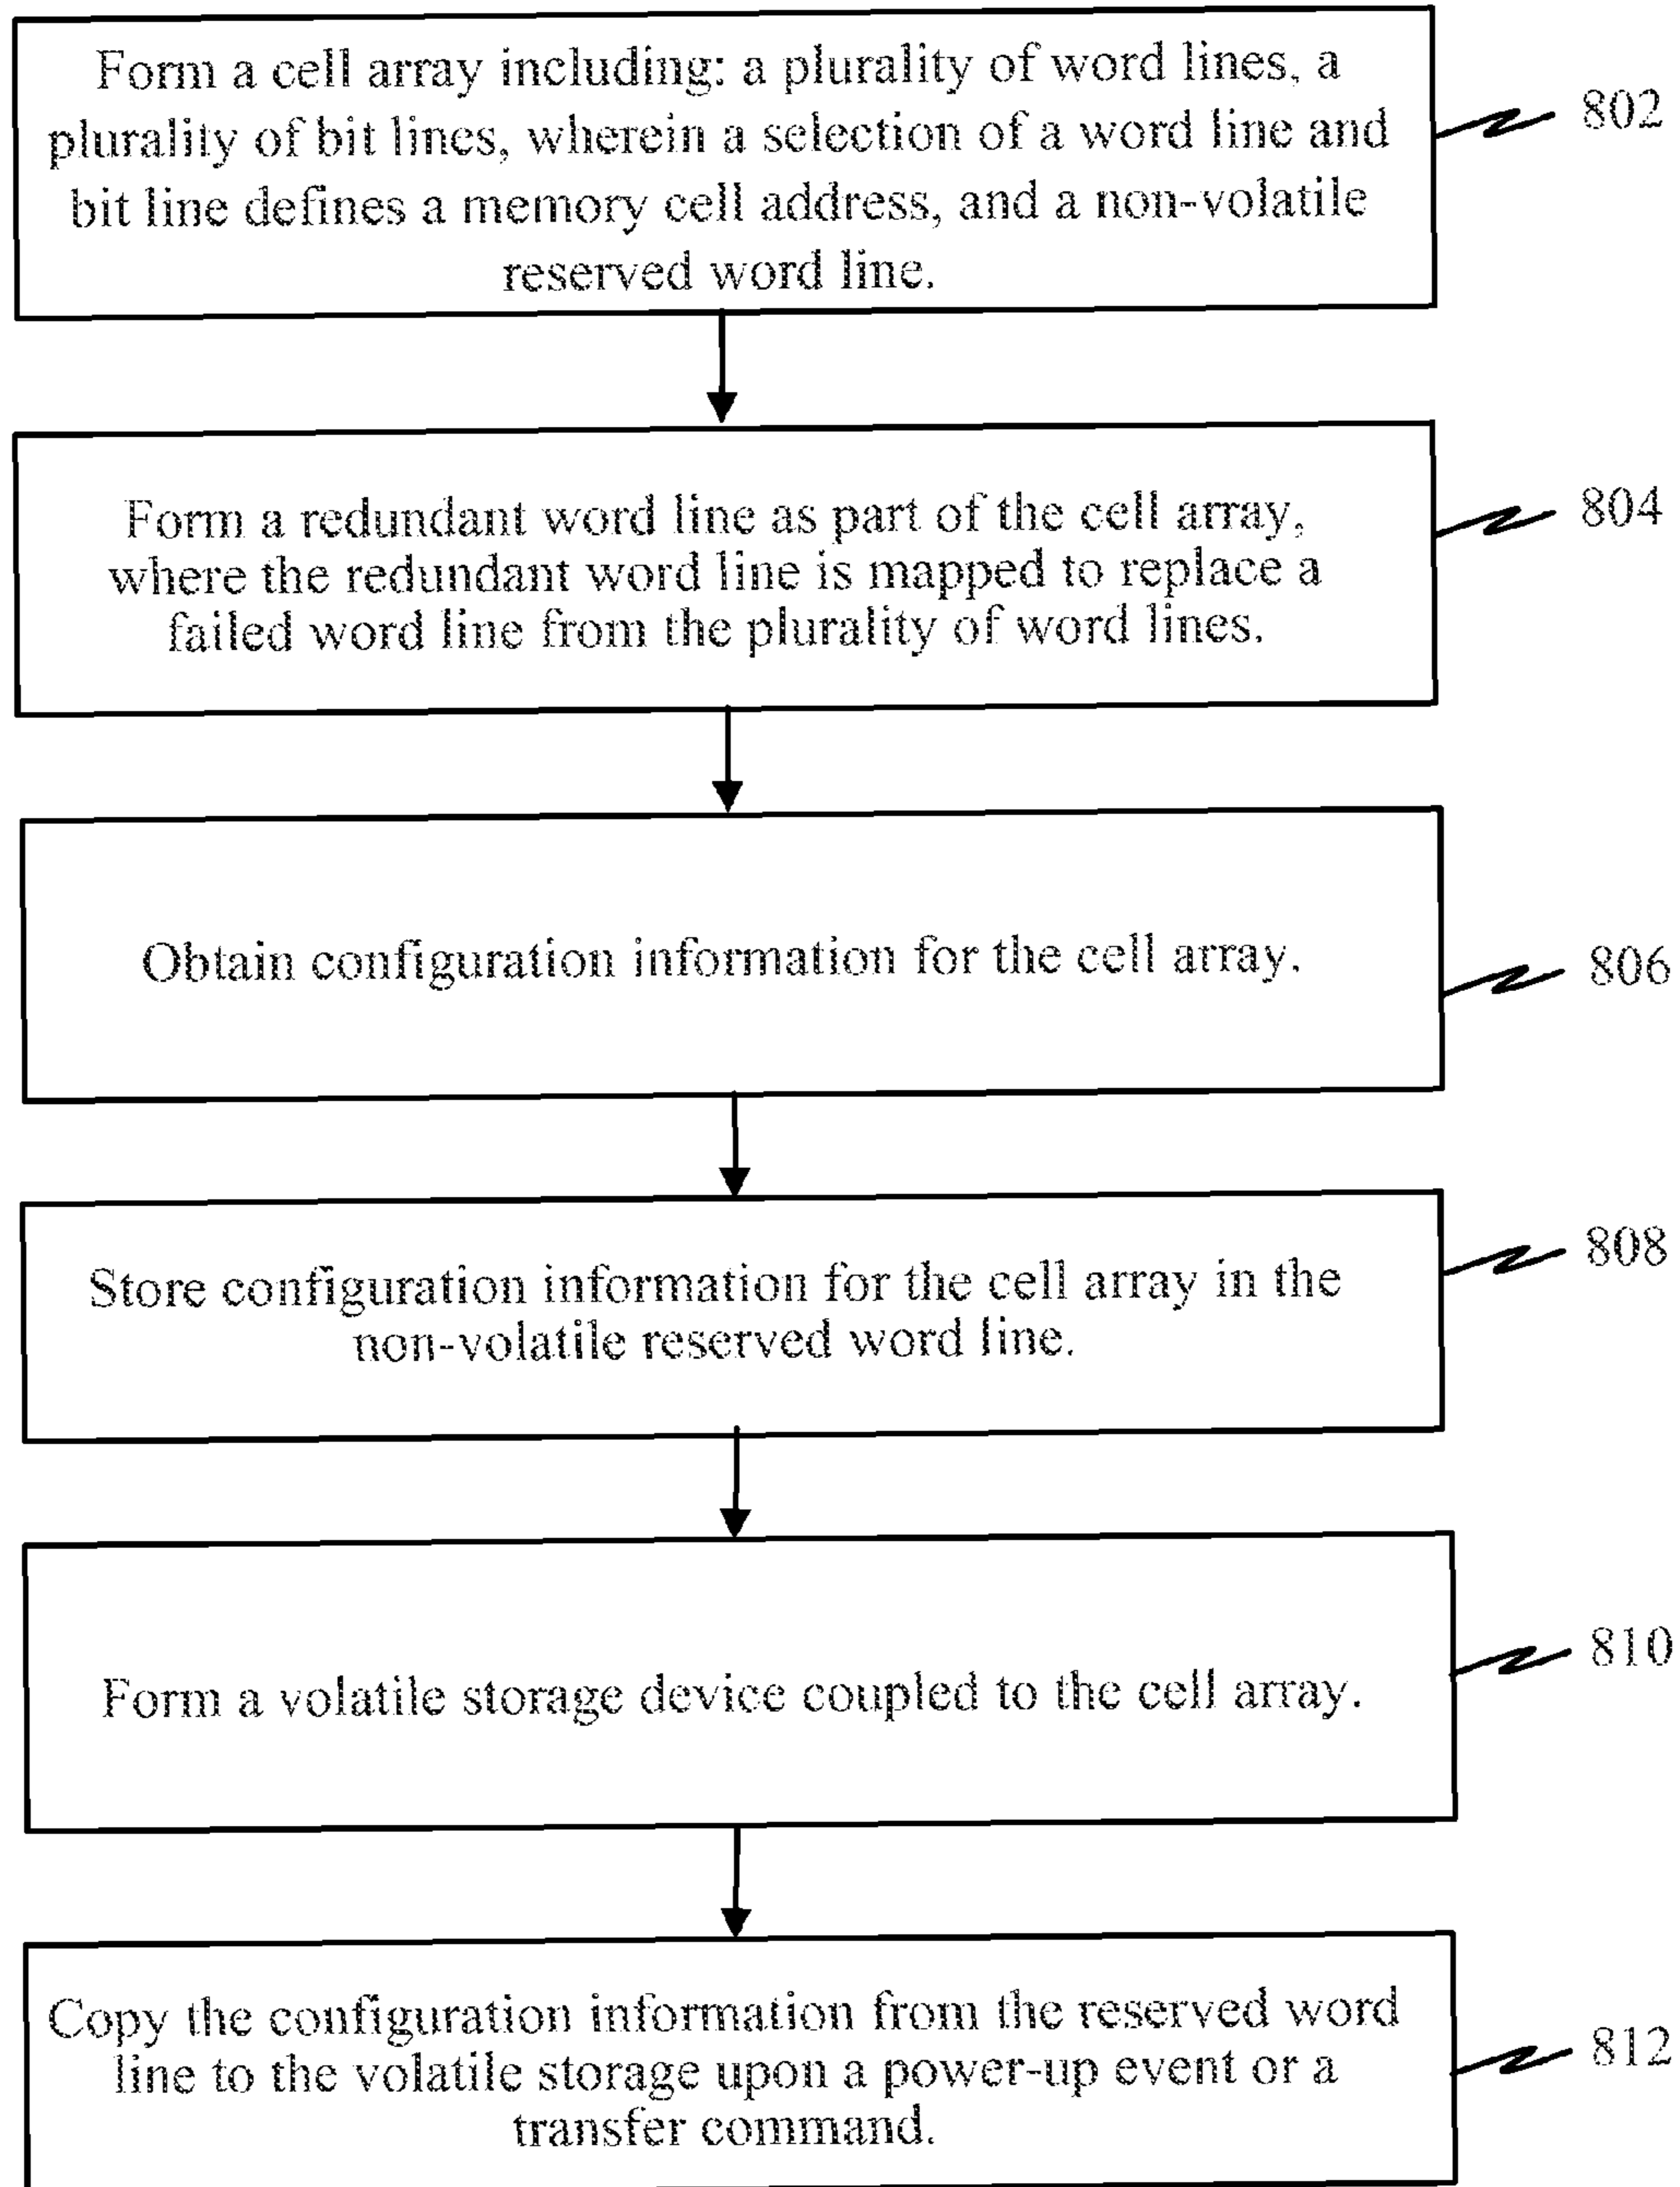 Form a cell array including: a plurality of word lines, a
plurality of bit lines, wherein a selection of a word line and
bit line defines a memory cell address, and a non-volatile
reserved word line.
802
Form a redundant word line as part of the cell array,
where the redundant word line is mapped to replace a
failed word line from the plurality of word lines.
804
Obtain configuration information for the cell array.
806
Store configuration information for the cell array in the
non-volatile reserved word line.
808
Form a volatile storage device coupled to the cell array.
810
Copy the configuration information from the reserved word
line to the volatile storage upon a power-up event or a
transfer command.
812